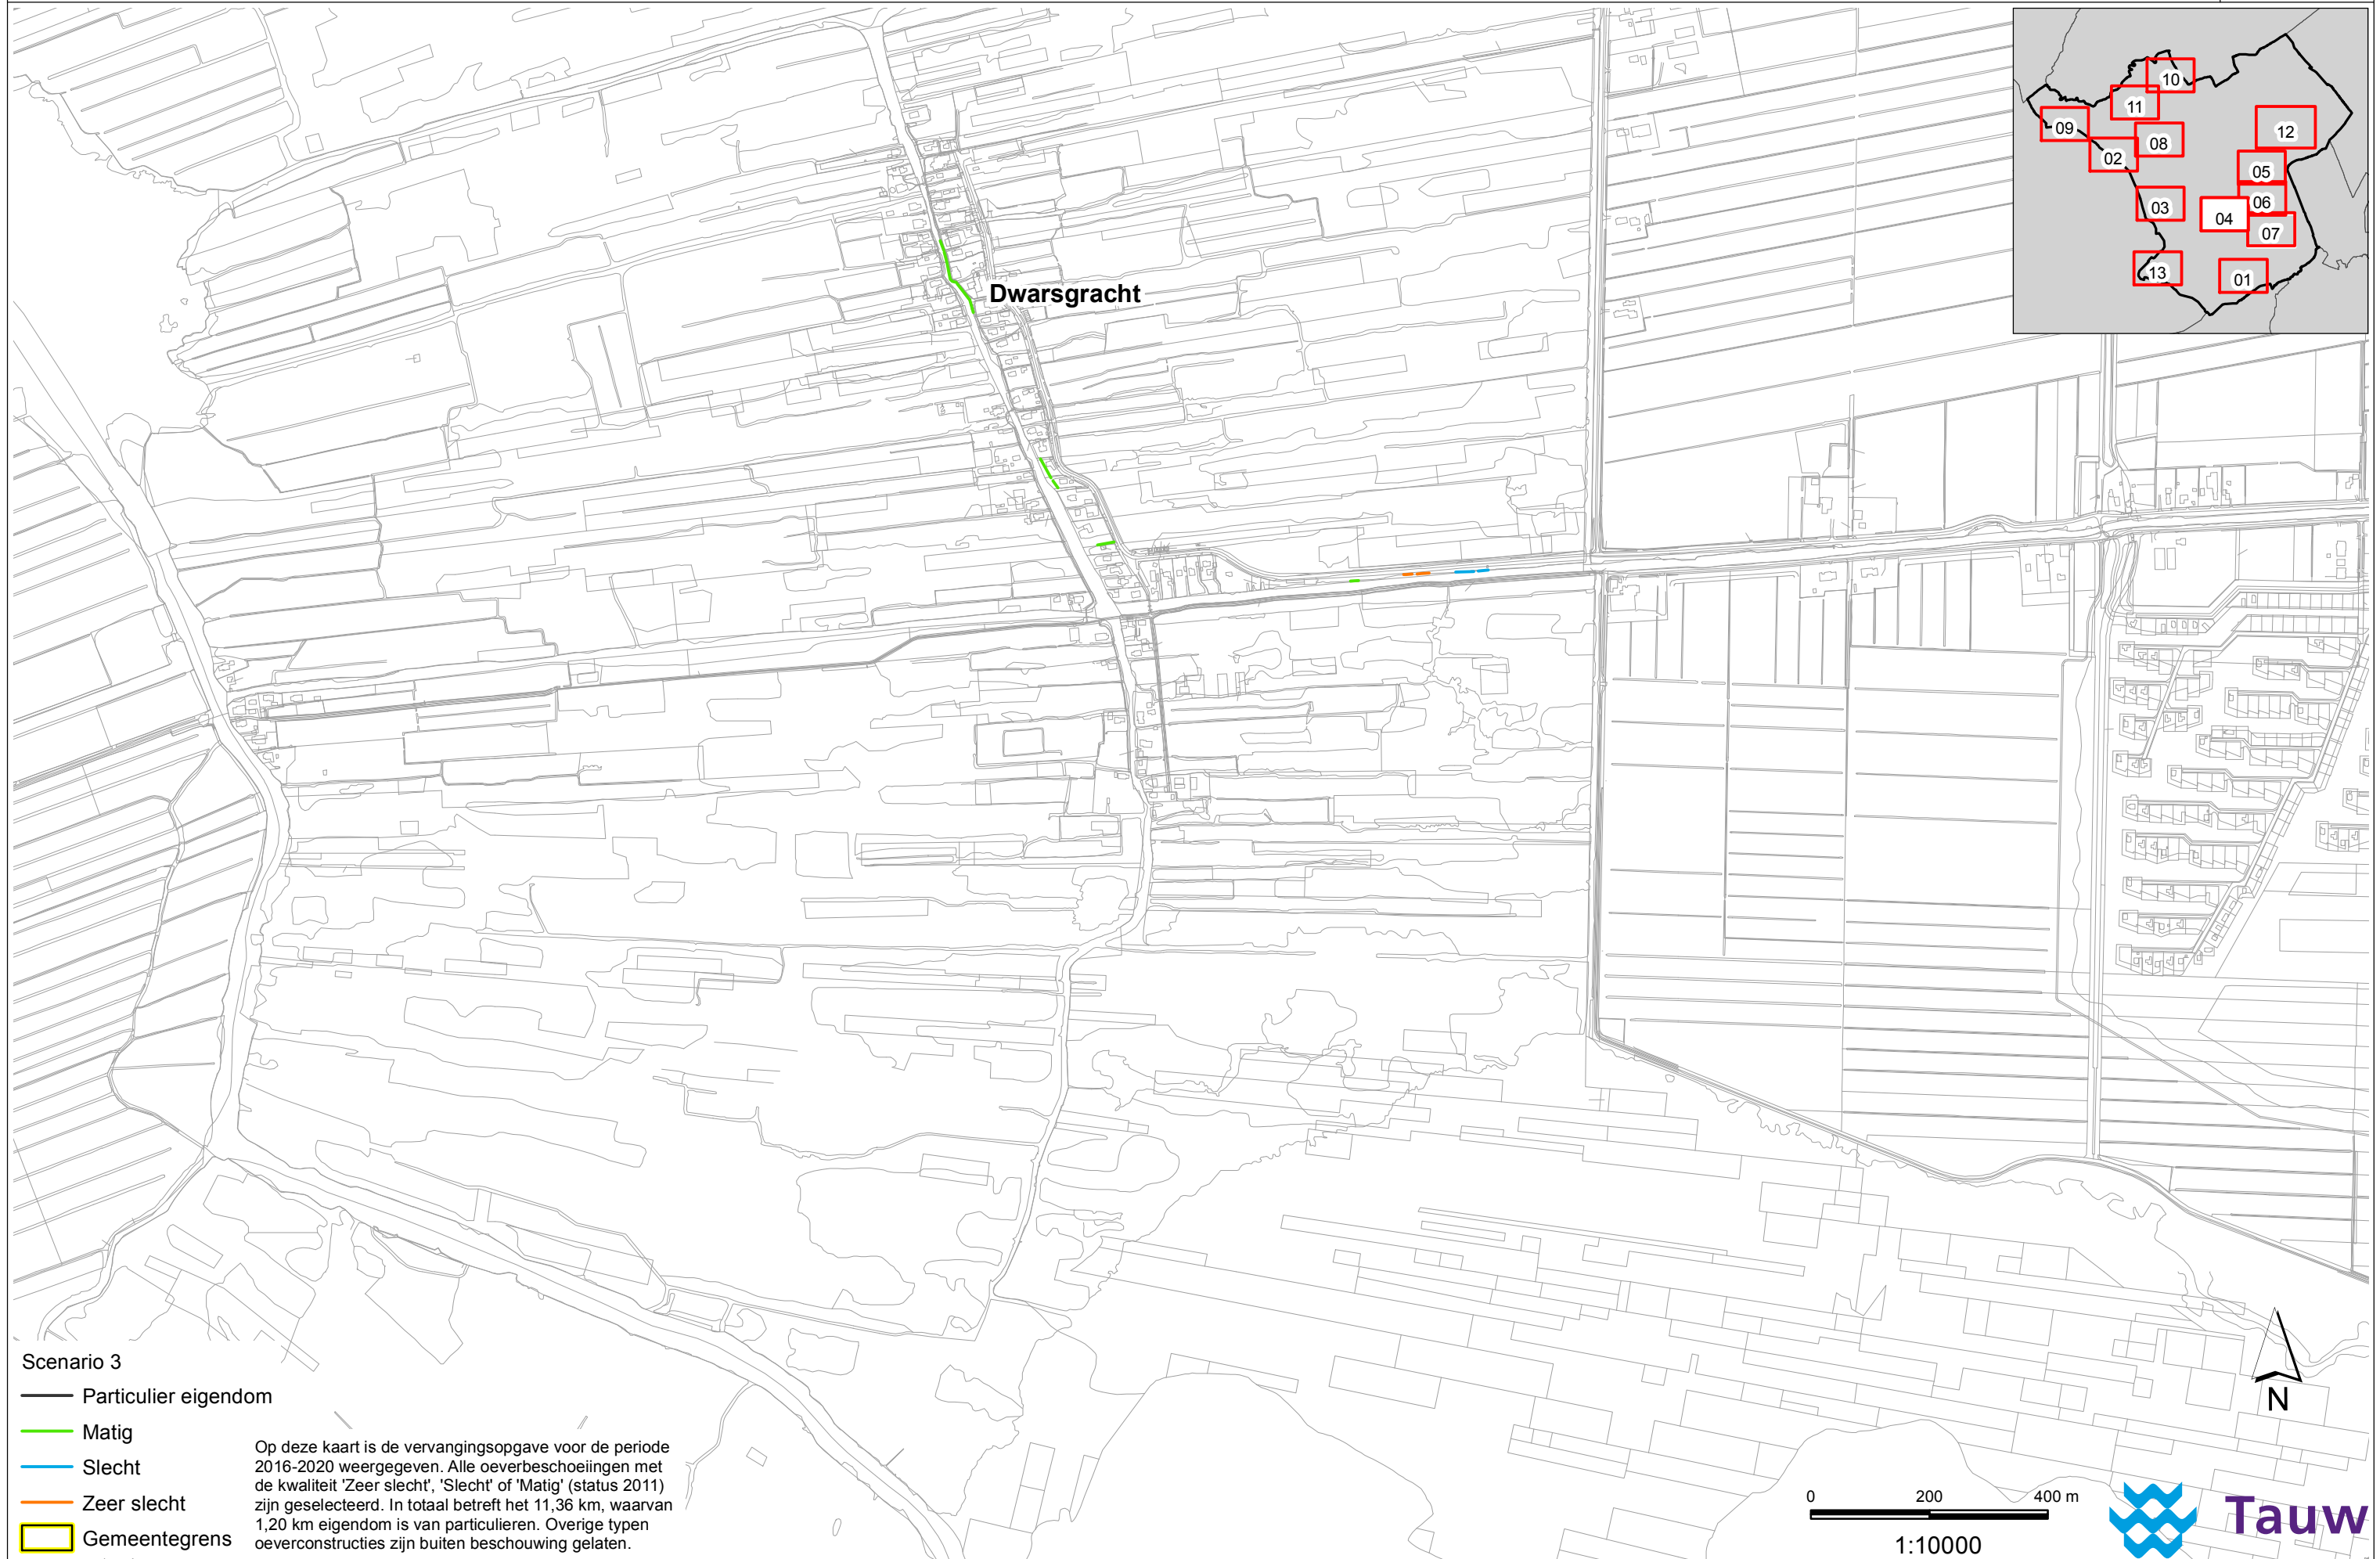 10
11
09
12
08
02
05
03
06
04
07
13
01
Dwarsgracht
Scenario 3
Particulier eigendom
Matig
Slecht
Zeer slecht
Gemeentegrens
Op deze kaart is de vervangingsopgave voor de periode
2016-2020 weergegeven. Alle oeverbeschoeiingen met
de kwaliteit 'Zeer slecht', 'Slecht' of 'Matig' (status 2011)
zijn geselecteerd. In totaal betreft het 11,36 km, waarvan
1,20 km eigendom is van particulieren. Overige typen
oeverconstructies zijn buiten beschouwing gelaten.
N
0 200 400 m
1:10000
Tauw